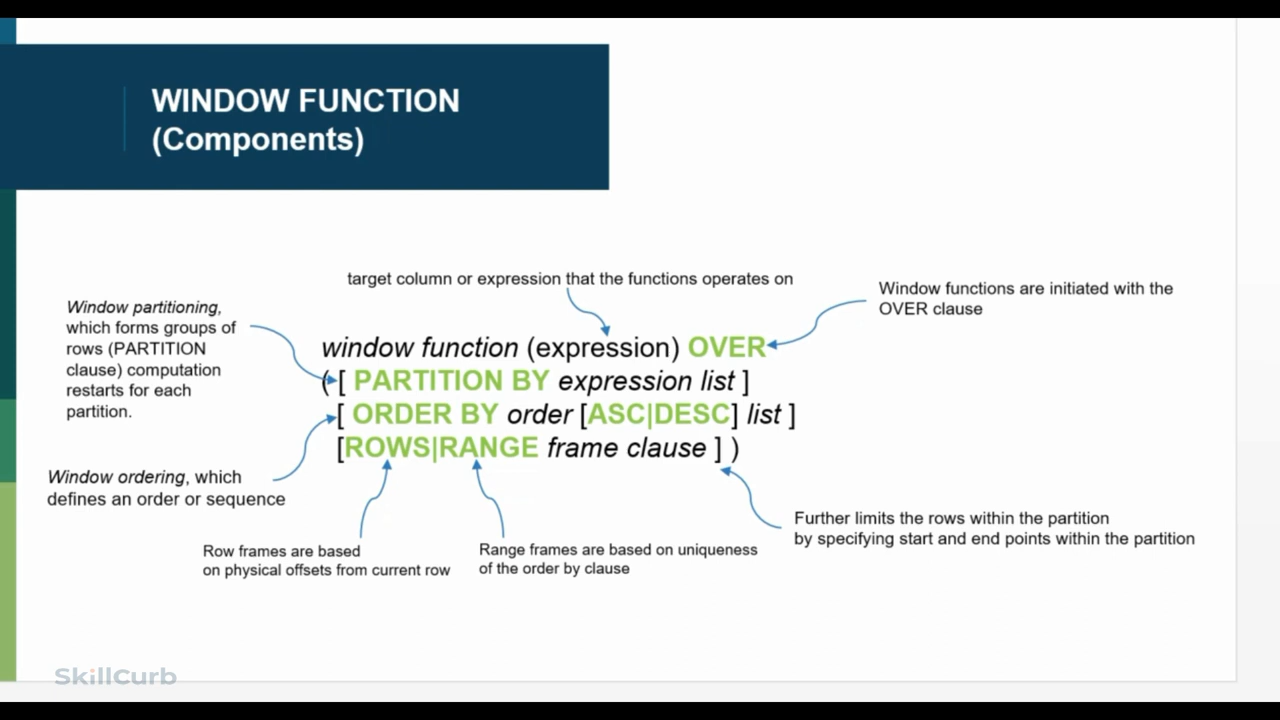 WINDOW FUNCTION
(Components)
target column or expression that the functions operates on
Window functions are initiated with the
OVER clause
Window partitioning,
which forms groups of
rows (PARTITION
clause) computation
restarts for each
partition.
window function (expression) OVER
([ PARTITION BY expression list ]
[ ORDER BY order [ASC|DESC] list ]
[ROWS|RANGE frame clause ] )
Window ordering, which
defines an order or sequence
Row frames are based
on physical offsets from current row
Range frames are based on uniqueness
of the order by clause
Further limits the rows within the partition
by specifying start and end points within the partition
SkillCurb